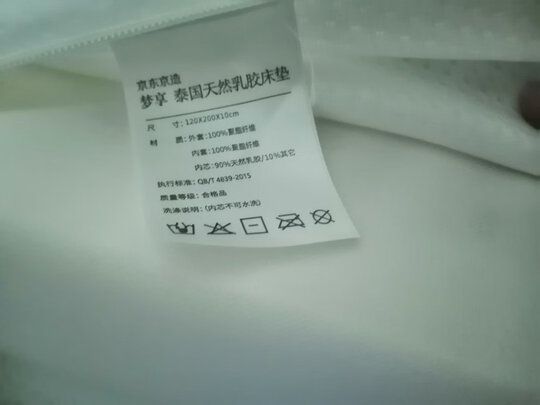 京东京造
梦享 泰国天然乳胶床垫
尺 寸:120X200X10cm
材 质:外套:100%聚脂纤维
内套:100%聚脂纤维
内芯:90%天然乳胶/10%其它
执行标准:QB/T 4839-2015
质量等级:合格品
洗涤说明:(内芯不可水洗)